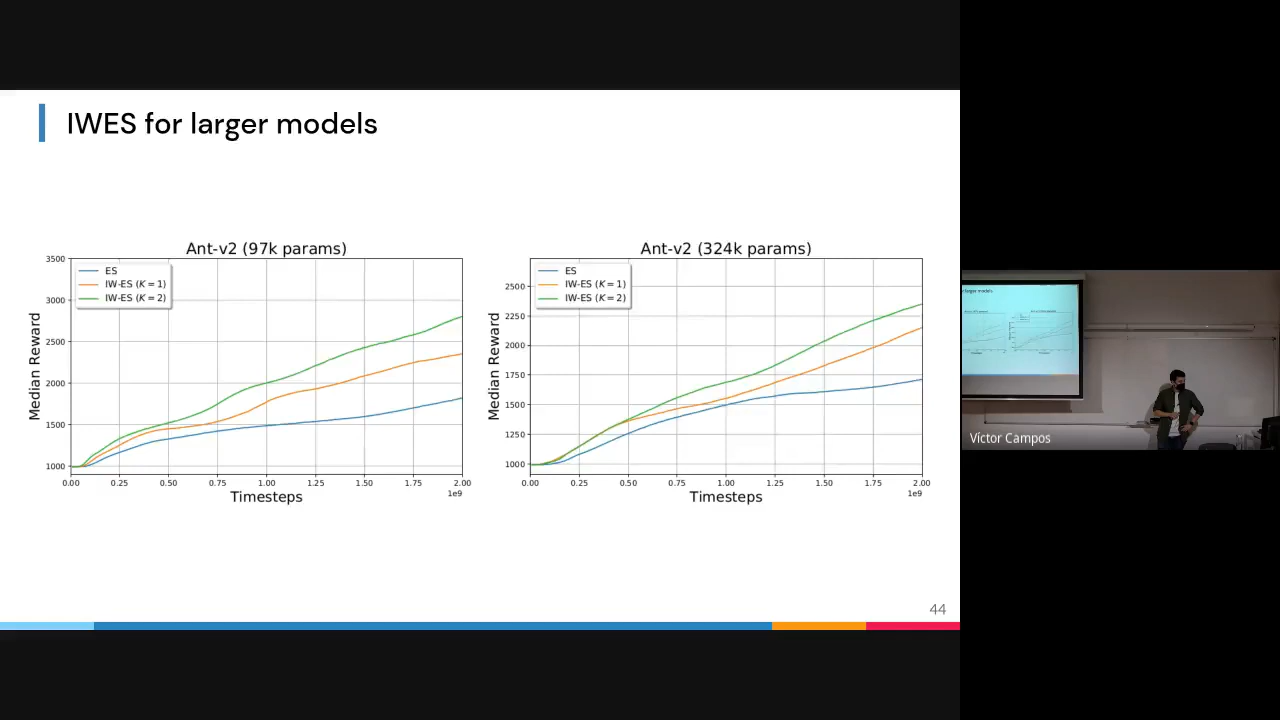 IWES for larger models
Ant-v2 (97k params)
ES
IW-ES (K = 1)
IW-ES (K = 2)
Median Reward
3500
3000
2500
2000
1500
1000
0.00 0.25 0.50 0.75 1.00 1.25 1.50 1.75 2.00
1e9
Timesteps
Ant-v2 (324k params)
ES
IW-ES (K = 1)
IW-ES (K = 2)
Median Reward
2500
2250
2000
1750
1500
1250
1000
0.00 0.25 0.50 0.75 1.00 1.25 1.50 1.75 2.00
1e9
Timesteps
44
larger models
Víctor Campos